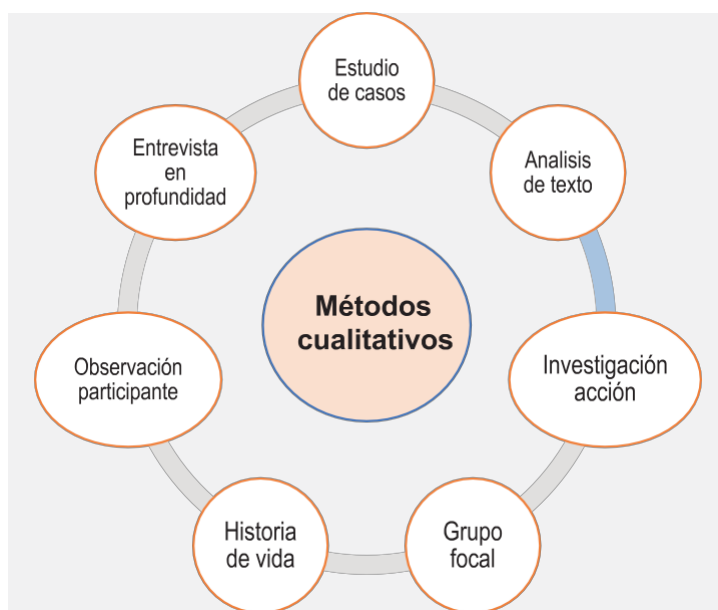 Estudio
de casos
Analisis
de texto
Investigación
acción
Grupo
focal
Historia
de vida
Observación
participante
Entrevista
en
profundidad
Métodos
cualitativos